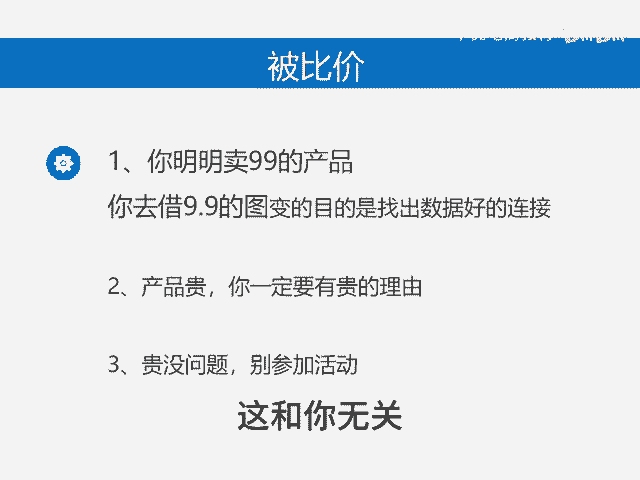 被比价
1、你明明卖99的产品
你去借9.9的图变的目的是找出数据好的连接
2、产品贵，你一定要有贵的理由
3、贵没问题，别参加活动
这和你无关